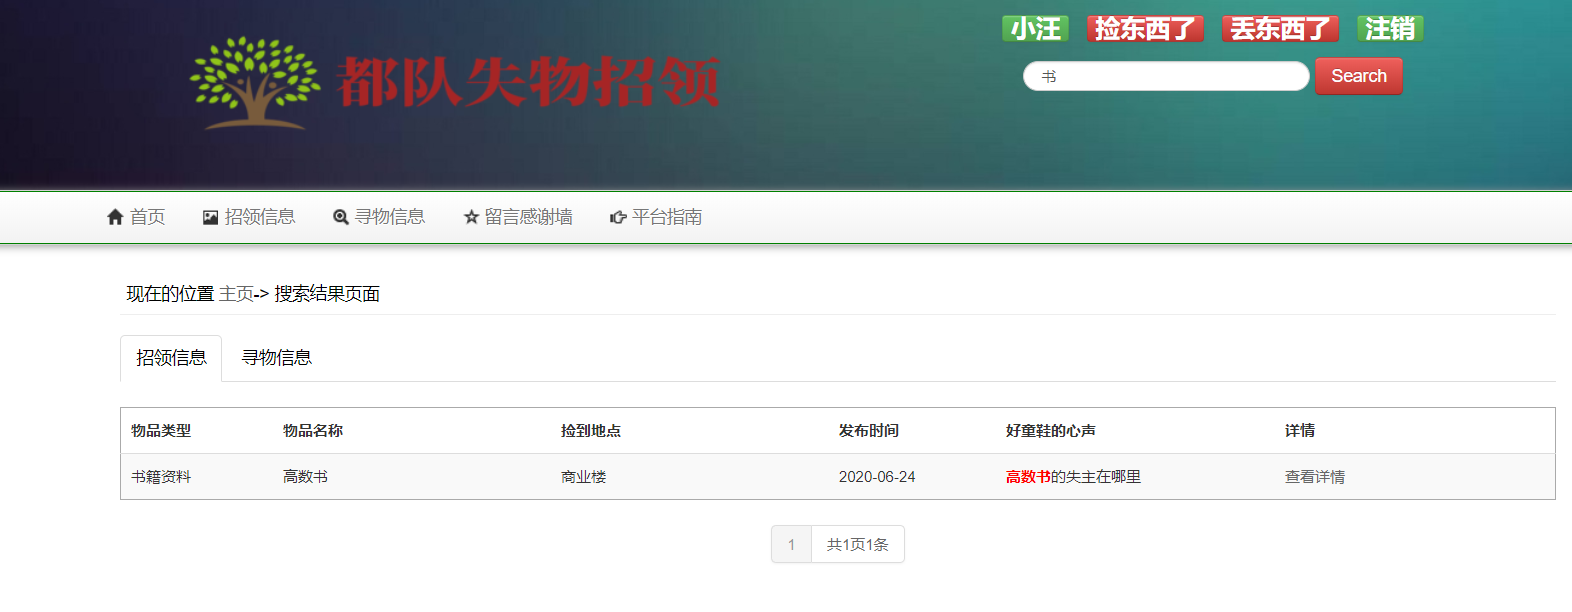 小汪 捡东西了 丢东西了 注销
都队失物招领
书 Search
首页 招领信息 寻物信息 留言感谢墙 平台指南
现在的位置 主页-> 搜索结果页面
招领信息 寻物信息
物品类型 物品名称 捡到地点 发布时间 好童鞋的心声 详情
书籍资料 高数书 商业楼 2020-06-24 高数书的失主在哪里 查看详情
1 共1页1条